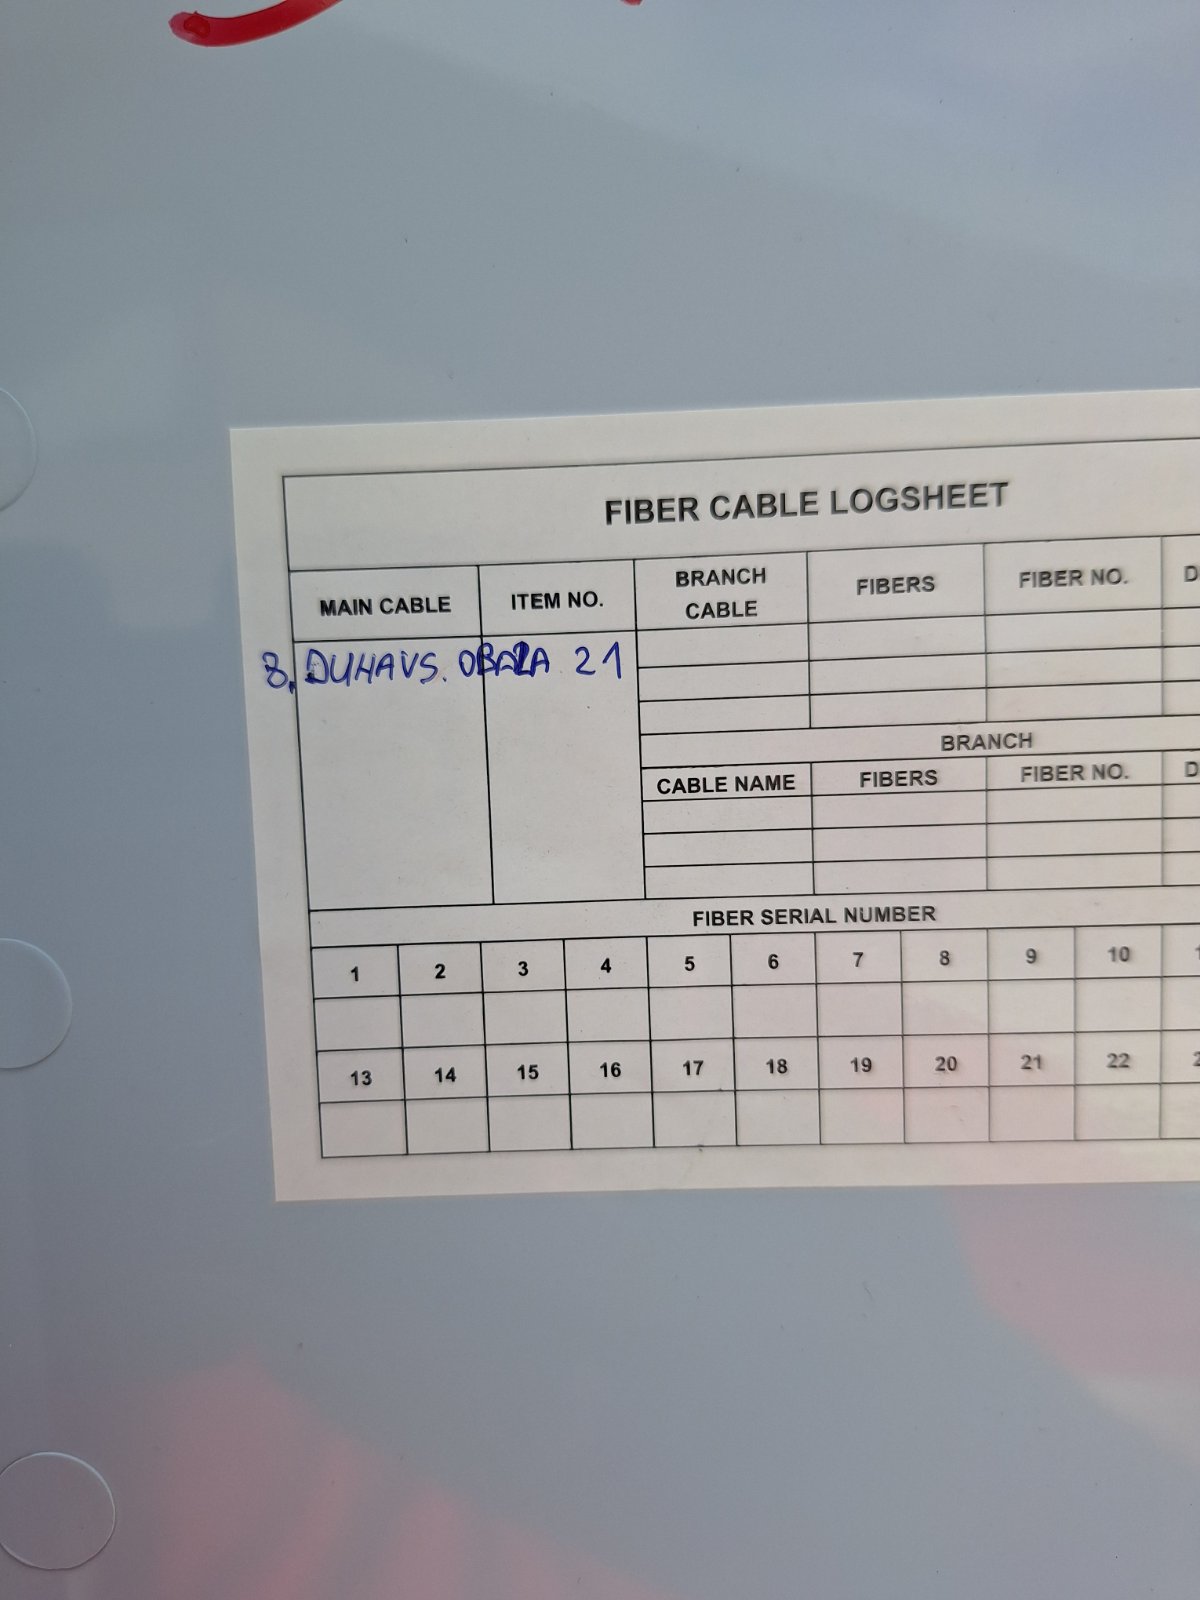 FIBER CABLE LOGSHEET
MAIN CABLE ITEM NO. BRANCH CABLE FIBERS FIBER NO.
8. DUHAVS. OBALA 21
BRANCH
CABLE NAME FIBERS FIBER NO.
FIBER SERIAL NUMBER
1 2 3 4 5 6 7 8 9 10
13 14 15 16 17 18 19 20 21 22